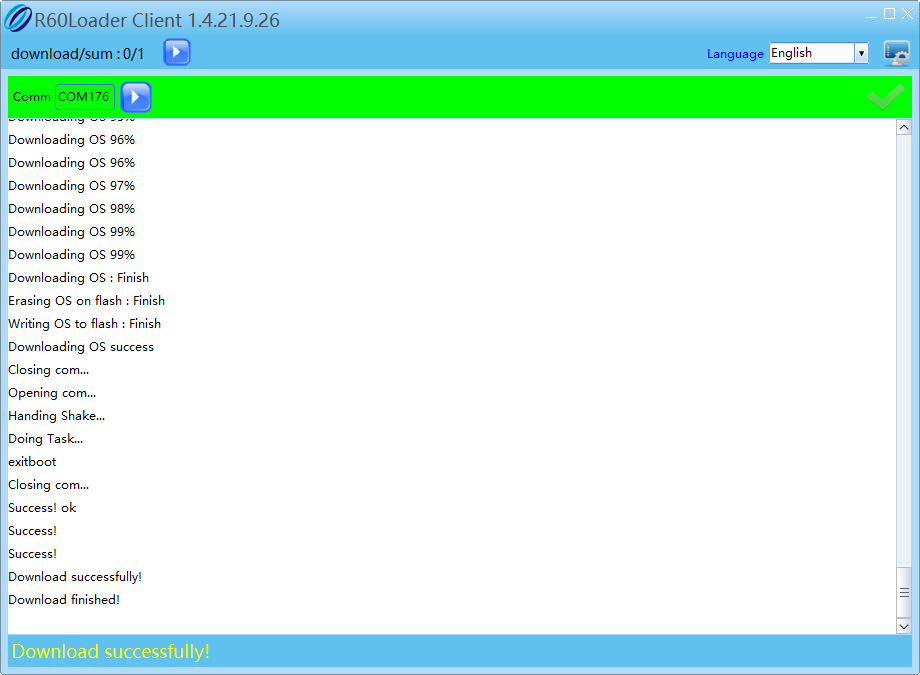 R60Loader Client 1.4.21.9.26
download/sum : 0/1
Language English
Comm COM176
Downloading OS 95%
Downloading OS 96%
Downloading OS 96%
Downloading OS 97%
Downloading OS 98%
Downloading OS 99%
Downloading OS 99%
Downloading OS : Finish
Erasing OS on flash : Finish
Writing OS to flash : Finish
Downloading OS success
Closing com...
Opening com...
Handing Shake...
Doing Task...
exitboot
Closing com...
Success! ok
Success!
Success!
Download successfully!
Download finished!
Download successfully!